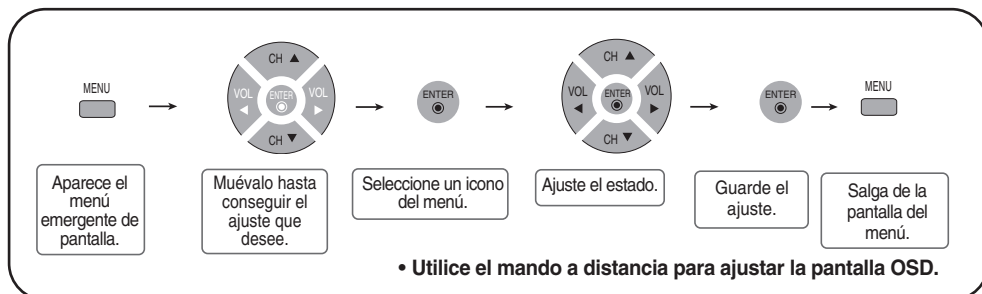 MENU
CH ▲
VOL ◄
ENTER
VOL ►
CH ▼
ENTER
CH ▲
VOL ◄
ENTER
VOL ►
CH ▼
ENTER
MENU
Aparece el
menú
emergente de
pantalla.
Muévalo hasta
conseguir el
ajuste que
desee.
Seleccione un icono
del menú.
Ajuste el estado.
Guarde el
ajuste.
Salga de la
pantalla del
menú.
• Utilice el mando a distancia para ajustar la pantalla OSD.